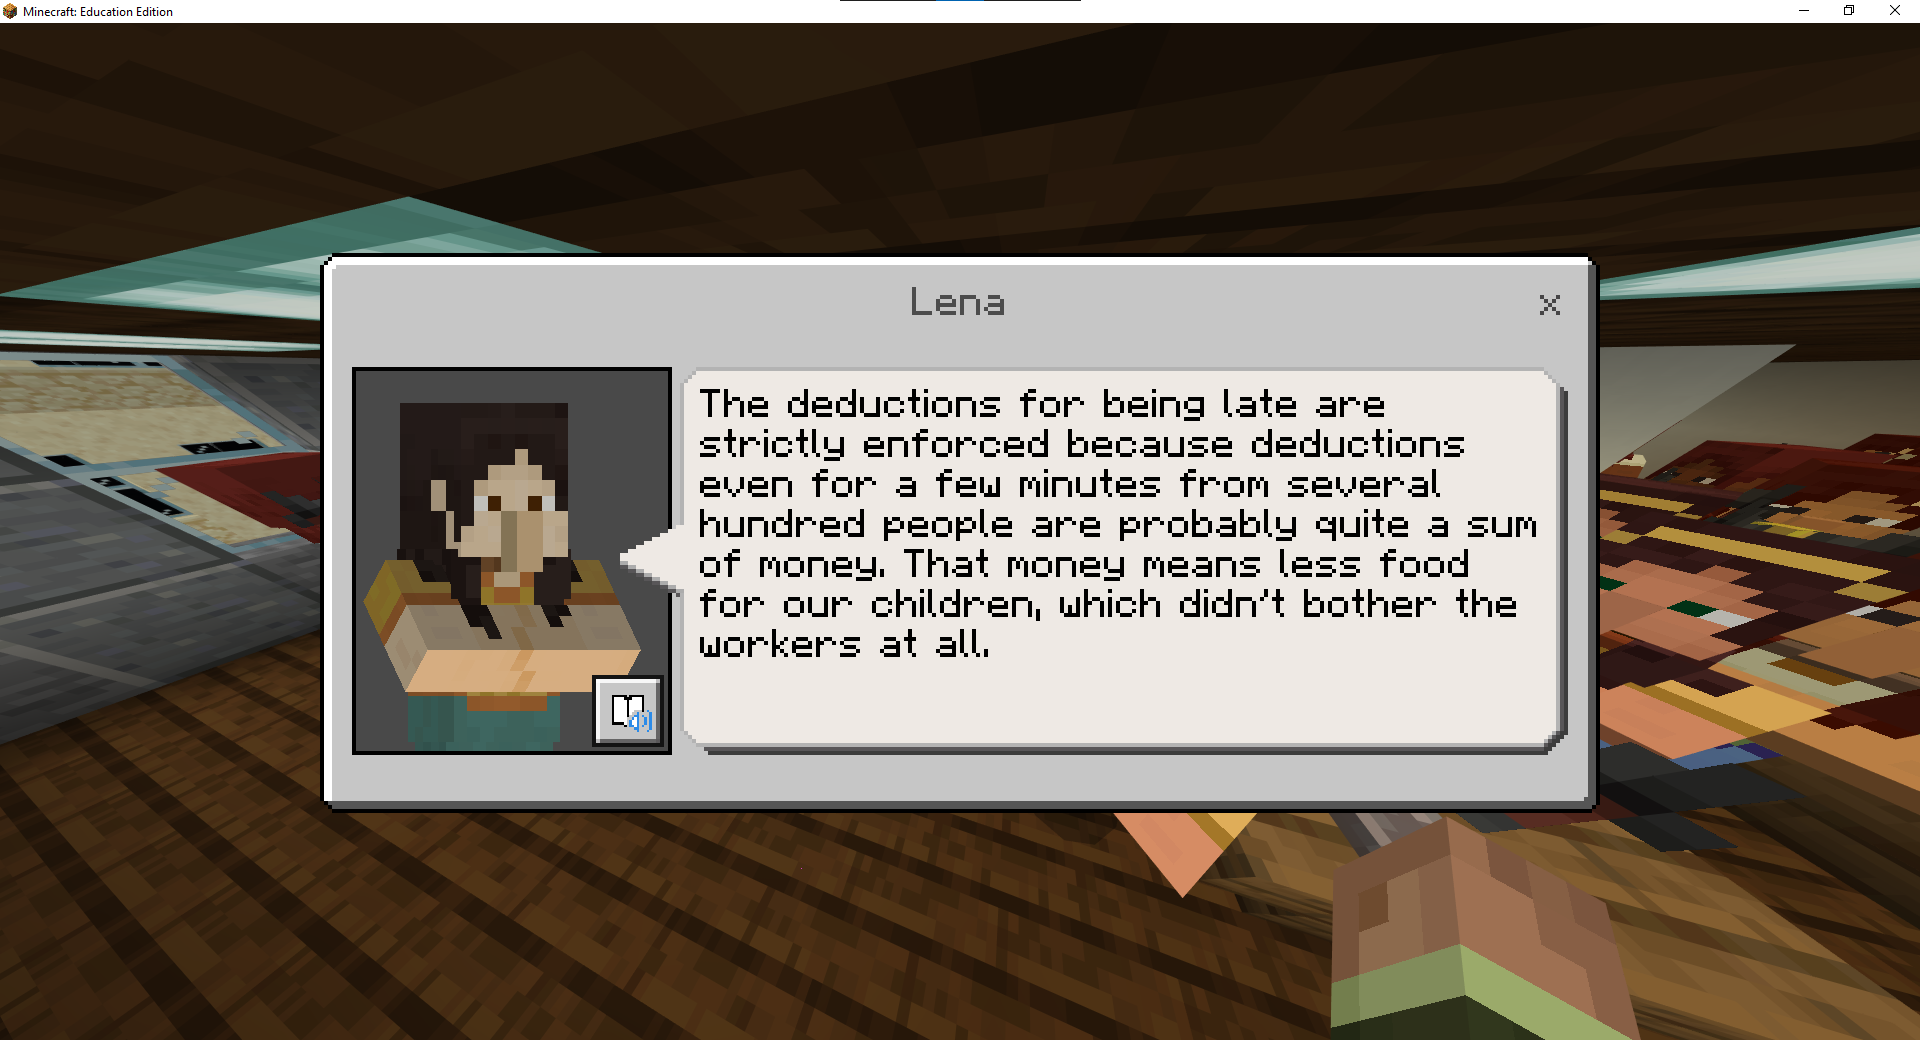 Minecraft: Education Edition
Lena
The deductions for being late are
strictly enforced because deductions
even for a few minutes from several
hundred people are probably quite a sum
of money. That money means less food
for our children, which didn't bother the
workers at all.